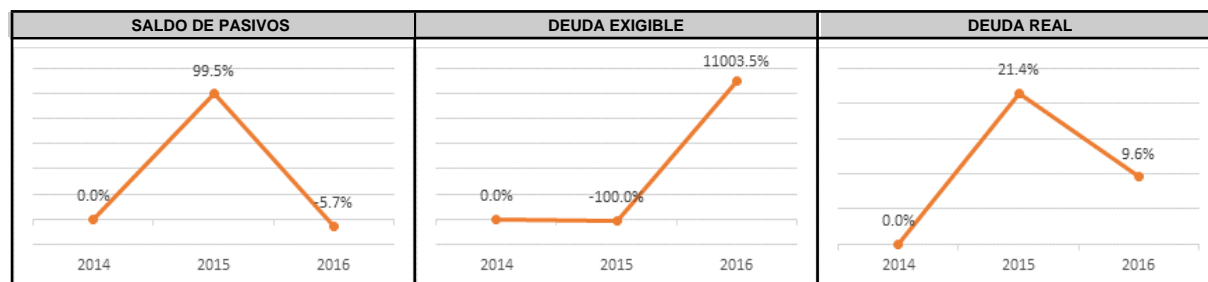 SALDO DE PASIVOS
99.5%
0.0%
-5.7%
2014 2015 2016
DEUDA EXIGIBLE
11003.5%
0.0%
-100.0%
2014 2015 2016
DEUDA REAL
21.4%
9.6%
0.0%
2014 2015 2016